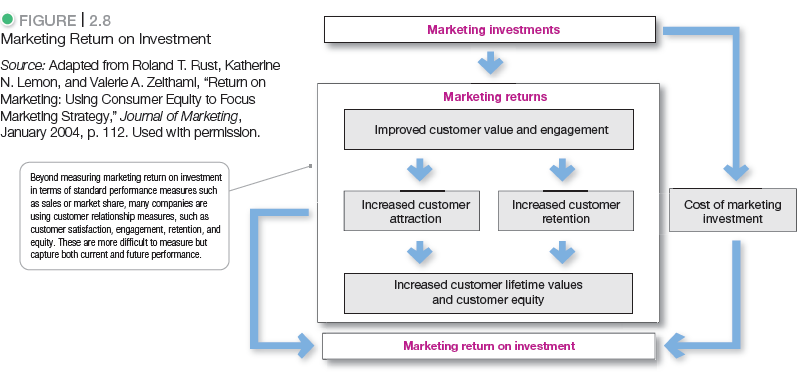 FIGURE | 2.8
Marketing Return on Investment
Source: Adapted from Roland T. Rust, Katherine
N. Lemon, and Valerie A. Zeithaml, “Return on
Marketing: Using Consumer Equity to Focus
Marketing Strategy,” Journal of Marketing,
January 2004, p. 112. Used with permission.
Beyond measuring marketing return on investment
in terms of standard performance measures such
as sales or market share, many companies are
using customer relationship measures, such as
customer satisfaction, engagement, retention, and
equity. These are more difficult to measure but
capture both current and future performance.
Marketing investments
Marketing returns
Improved customer value and engagement
Increased customer
attraction
Increased customer
retention
Cost of marketing
investment
Increased customer lifetime values
and customer equity
Marketing return on investment